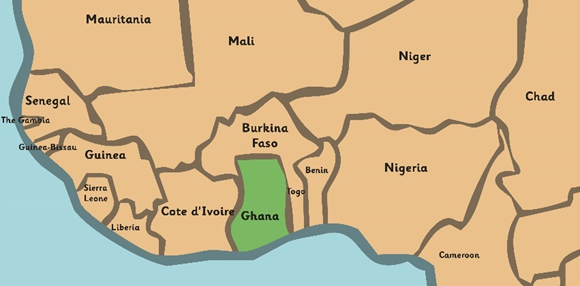 Mauritania
Mali
Niger
Chad
Senegal
The Gambia
Guinea-Bissau
Guinea
Burkina
Faso
Benin
Nigeria
Sierra
Leone
Togo
Cote d'Ivoire
Ghana
Liberia
Cameroon